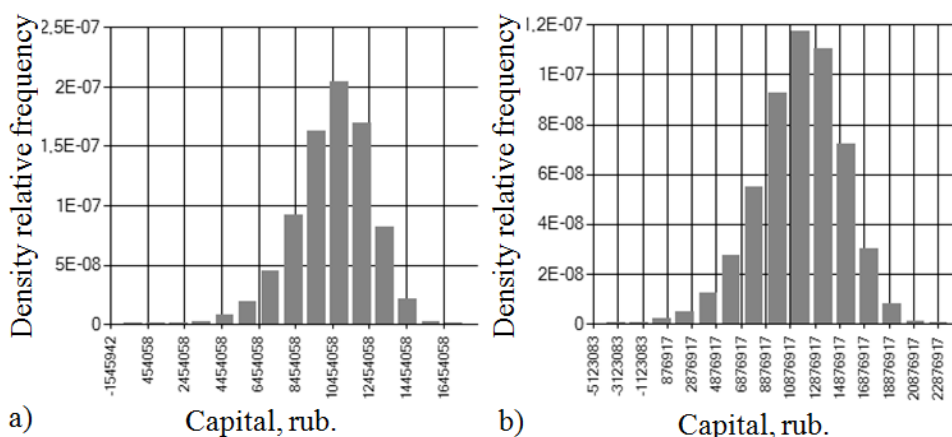 Density relative frequency
2,5E-07
2E-07
1,5E-07
1E-07
5E-08
0
-1545942
454058
2454058
4454058
6454058
8454058
10454058
12454058
14454058
16454058
a)
Capital, rub.
Density relative frequency
1,2E-07
1E-07
8E-08
6E-08
4E-08
2E-08
0
-5123083
-3123083
-1123083
876917
2876917
4876917
6876917
8876917
10876917
12876917
14876917
16876917
18876917
20876917
22876917
b)
Capital, rub.